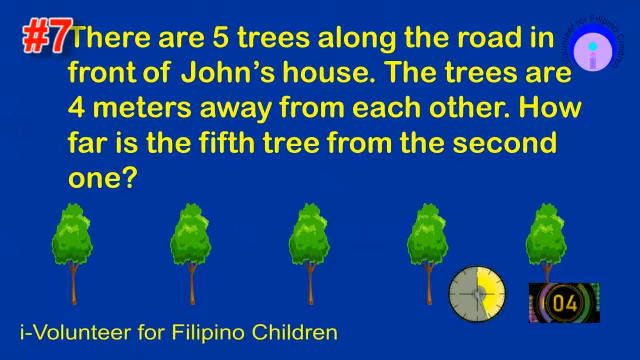 #7
There are 5 trees along the road in
front of John's house. The trees are
4 meters away from each other. How
far is the fifth tree from the second
one?
04
i-Volunteer for Filipino Children